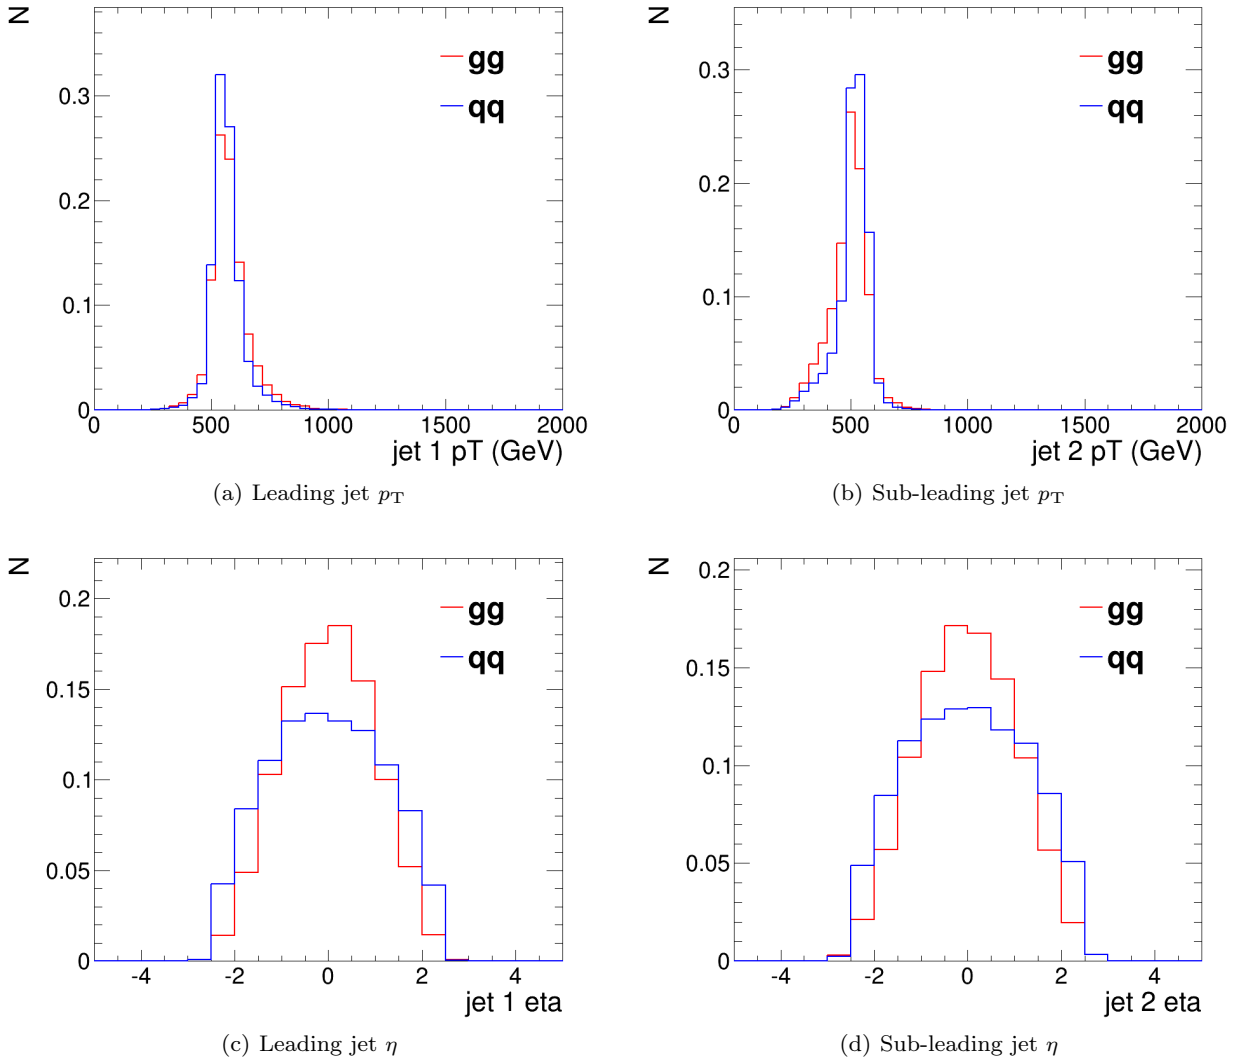 N
gg
qq
0.3
0.2
0.1
0
0 500 1000 1500 2000
jet 1 pT (GeV)
(a) Leading jet pT
N
gg
qq
0.3
0.2
0.1
0
0 500 1000 1500 2000
jet 2 pT (GeV)
(b) Sub-leading jet pT
N
gg
qq
0.2
0.15
0.1
0.05
0
-4 -2 0 2 4
jet 1 eta
(c) Leading jet η
N
gg
qq
0.2
0.15
0.1
0.05
0
-4 -2 0 2 4
jet 2 eta
(d) Sub-leading jet η